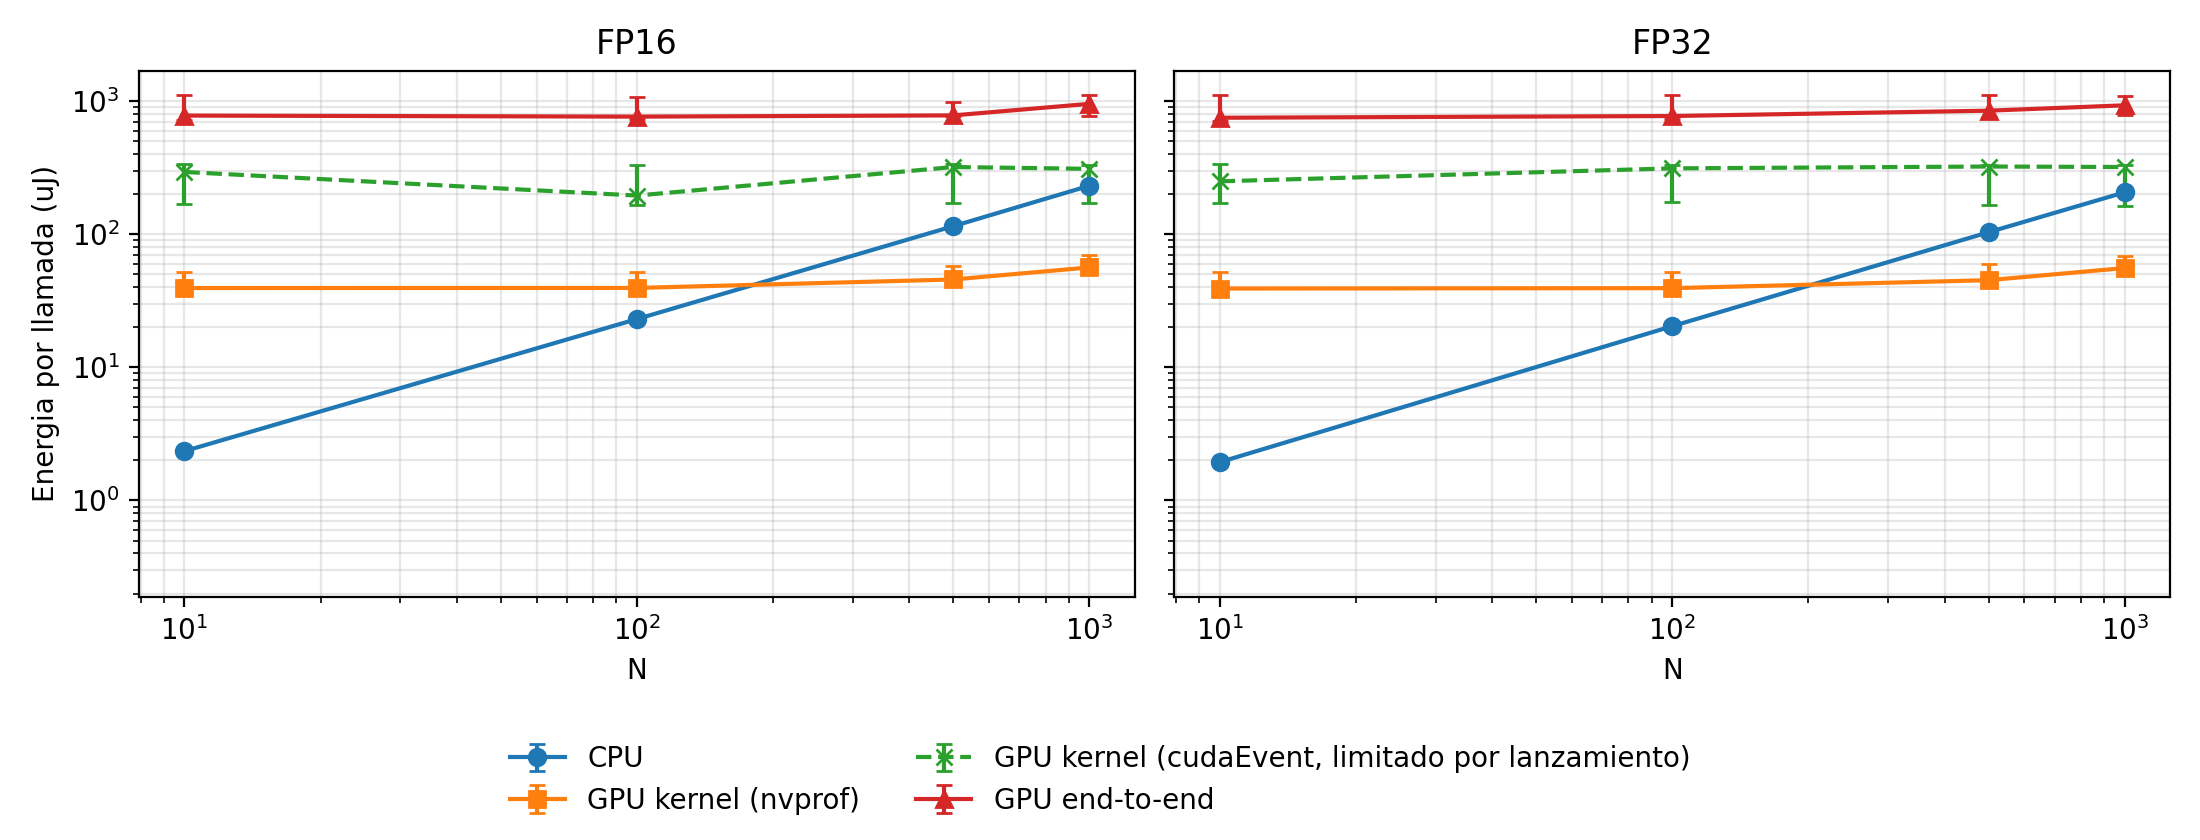 FP16
FP32
Energia por llamada (uJ)
10³
10²
10¹
10⁰
10¹
10²
10³
N
10¹
10²
10³
N
CPU
GPU kernel (nvprof)
GPU kernel (cudaEvent, limitado por lanzamiento)
GPU end-to-end